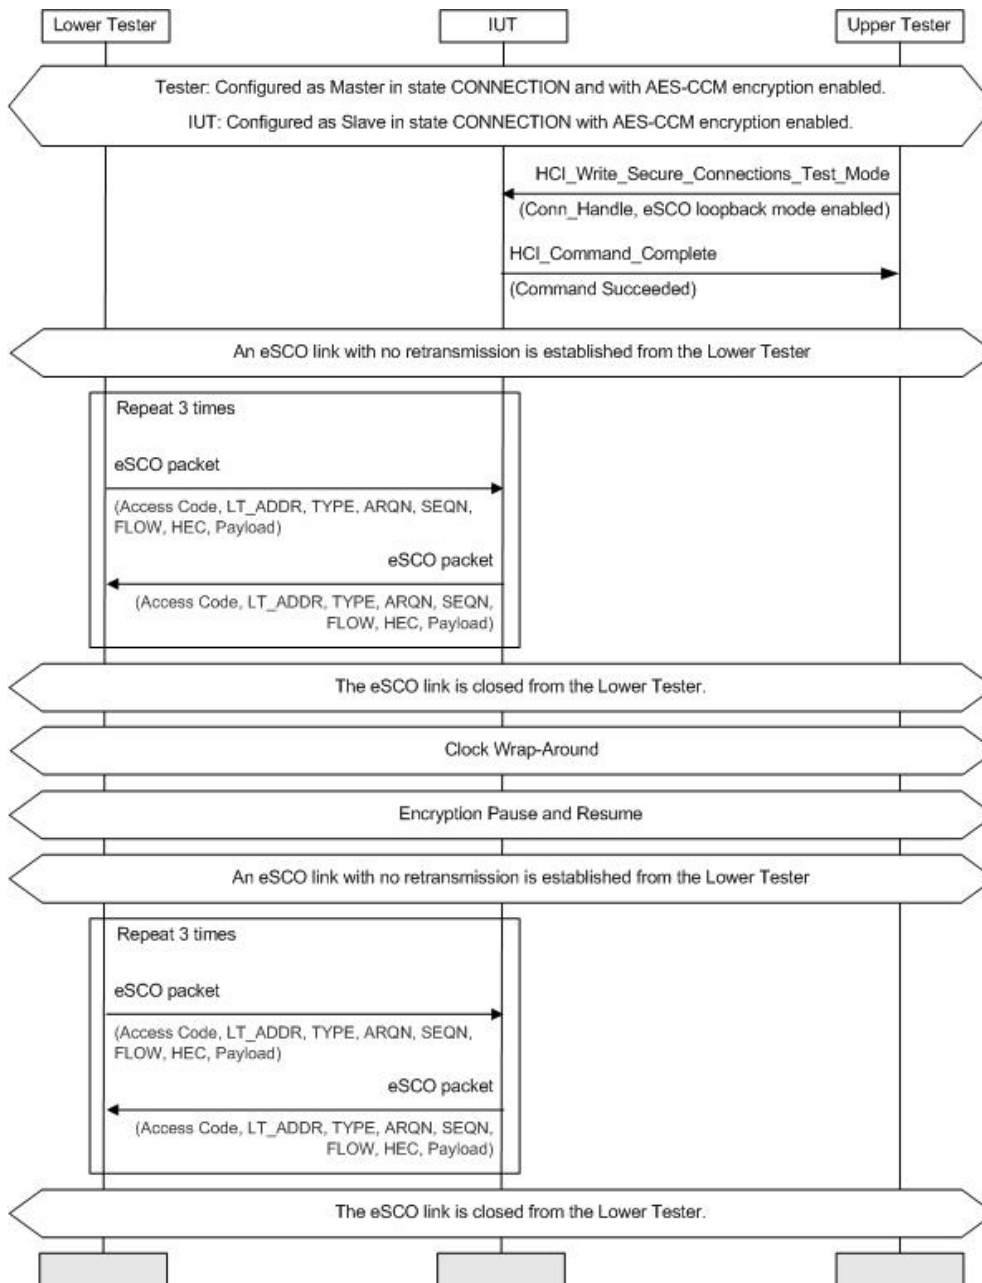 Lower Tester
IUT
Upper Tester
Tester: Configured as Master in state CONNECTION and with AES-CCM encryption enabled.
IUT: Configured as Slave in state CONNECTION with AES-CCM encryption enabled.
HCI_Write_Secure_Connections_Test_Mode
(Conn_Handle, eSCO loopback mode enabled)
HCI_Command_Complete
(Command Succeeded)
An eSCO link with no retransmission is established from the Lower Tester
Repeat 3 times
eSCO packet
(Access Code, LT_ADDR, TYPE, ARQN, SEQN,
FLOW, HEC, Payload)
eSCO packet
(Access Code, LT_ADDR, TYPE, ARQN, SEQN,
FLOW, HEC, Payload)
The eSCO link is closed from the Lower Tester.
Clock Wrap-Around
Encryption Pause and Resume
An eSCO link with no retransmission is established from the Lower Tester
Repeat 3 times
eSCO packet
(Access Code, LT_ADDR, TYPE, ARQN, SEQN,
FLOW, HEC, Payload)
eSCO packet
(Access Code, LT_ADDR, TYPE, ARQN, SEQN,
FLOW, HEC, Payload)
The eSCO link is closed from the Lower Tester.